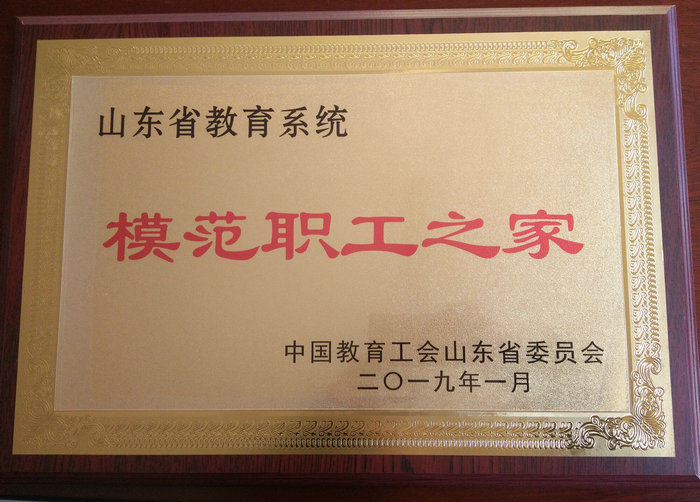 山东省教育系统
模范职工之家
中国教育工会山东省委员会
二〇一九年一月